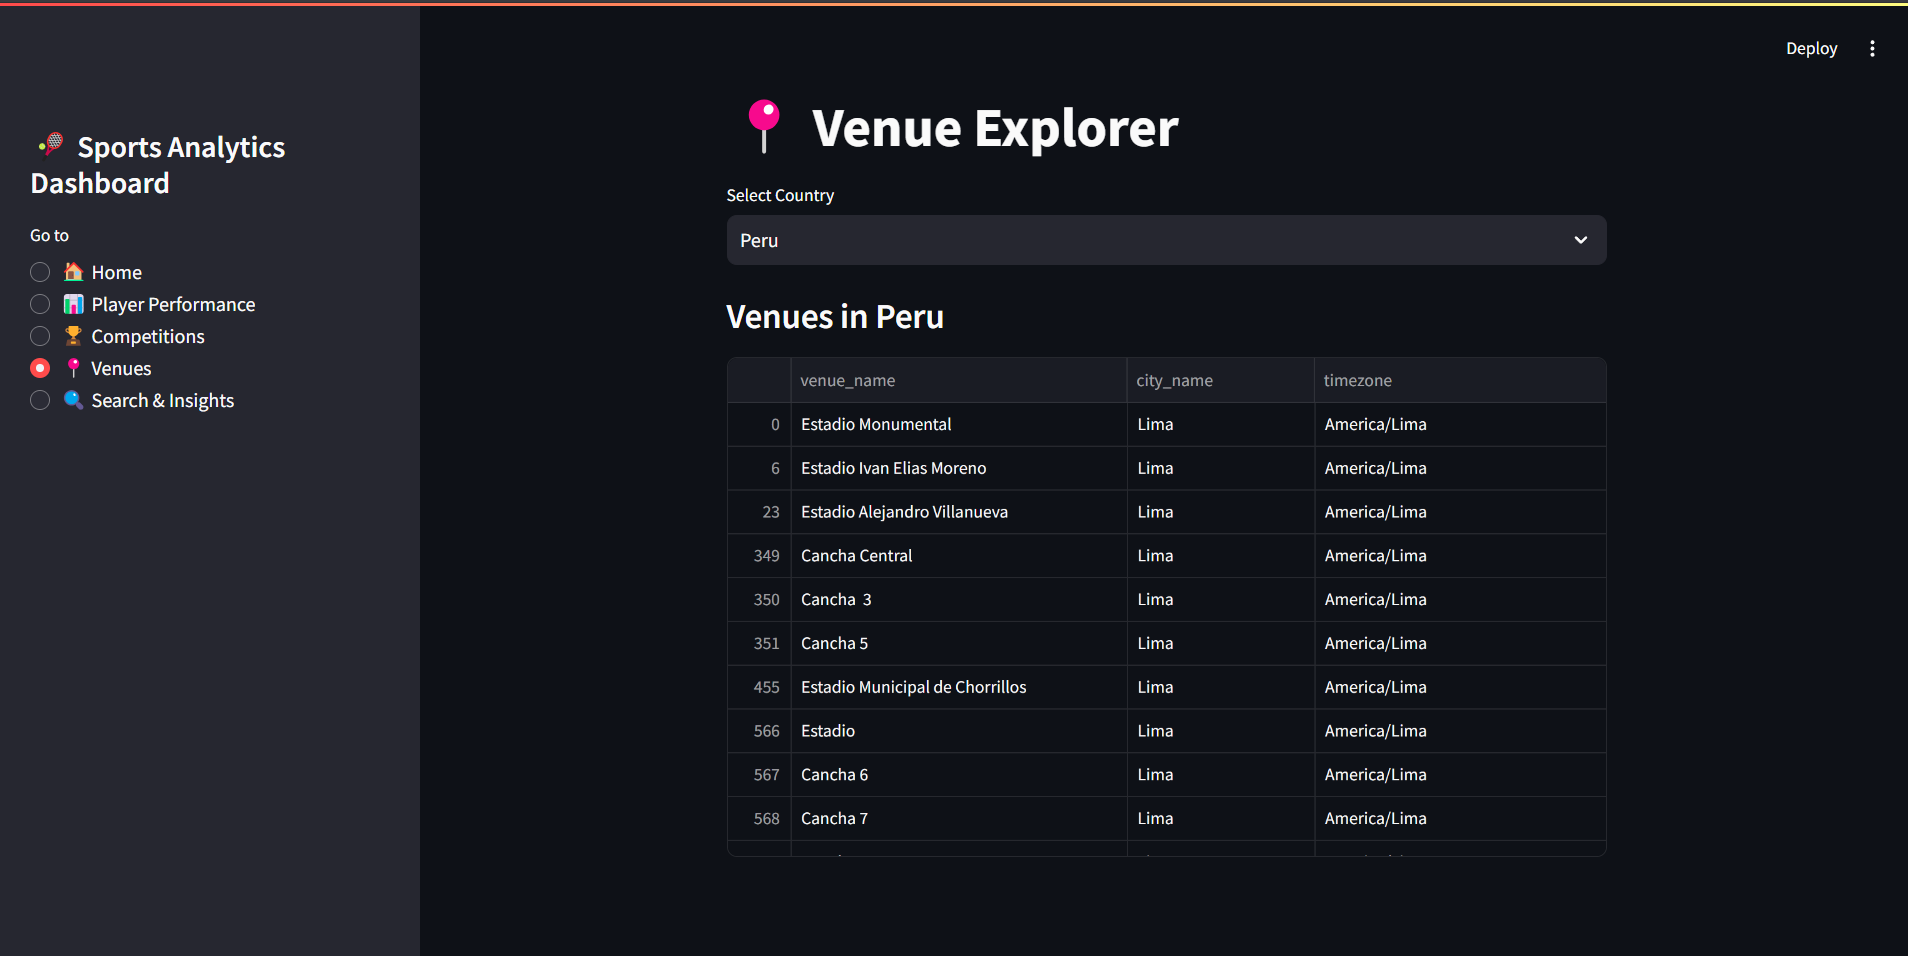 Deploy
Sports Analytics
Dashboard
Go to
Home
Player Performance
Competitions
Venues
Search & Insights
Venue Explorer
Select Country
Peru
Venues in Peru
venue_name city_name timezone
0 Estadio Monumental Lima America/Lima
6 Estadio Ivan Elias Moreno Lima America/Lima
23 Estadio Alejandro Villanueva Lima America/Lima
349 Cancha Central Lima America/Lima
350 Cancha  3 Lima America/Lima
351 Cancha 5 Lima America/Lima
455 Estadio Municipal de Chorrillos Lima America/Lima
566 Estadio Lima America/Lima
567 Cancha 6 Lima America/Lima
568 Cancha 7 Lima America/Lima